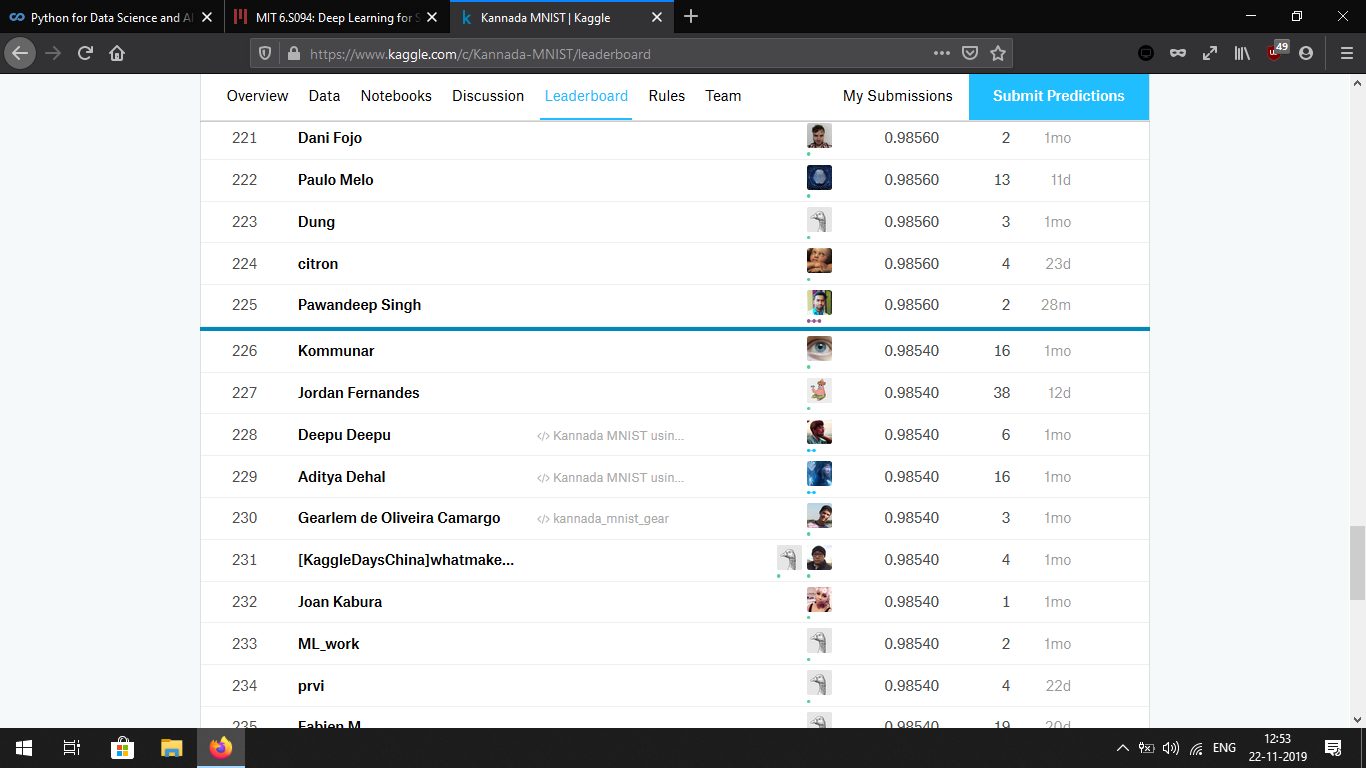 Python for Data Science and AI
MIT 6.S094: Deep Learning for S
Kannada MNIST | Kaggle
https://www.kaggle.com/c/Kannada-MNIST/leaderboard
49
Overview Data Notebooks Discussion Leaderboard Rules Team My Submissions Submit Predictions
221 Dani Fojo 0.98560 2 1mo
222 Paulo Melo 0.98560 13 11d
223 Dung 0.98560 3 1mo
224 citron 0.98560 4 23d
225 Pawandeep Singh 0.98560 2 28m
226 Kommunar 0.98540 16 1mo
227 Jordan Fernandes 0.98540 38 12d
228 Deepu Deepu </> Kannada MNIST usin... 0.98540 6 1mo
229 Aditya Dehal </> Kannada MNIST usin... 0.98540 16 1mo
230 Gearlem de Oliveira Camargo </> kannada_mnist_gear 0.98540 3 1mo
231 [KaggleDaysChina]whatmake... 0.98540 4 1mo
232 Joan Kabura 0.98540 1 1mo
233 ML_work 0.98540 2 1mo
234 prvi 0.98540 4 22d
235 Fabien M 0.98540 19 20d
ENG
12:53
22-11-2019